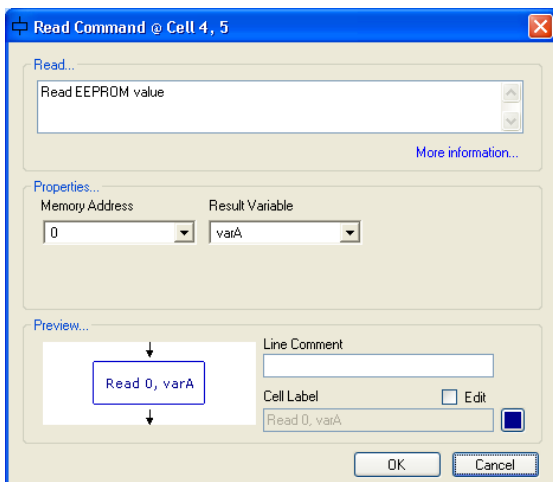 Read Command @ Cell 4, 5
Read...
Read EEPROM value
More information...
Properties...
Memory Address Result Variable
0 varA
Preview...
Read 0, varA
Line Comment
Cell Label Edit
Read 0, varA
OK Cancel